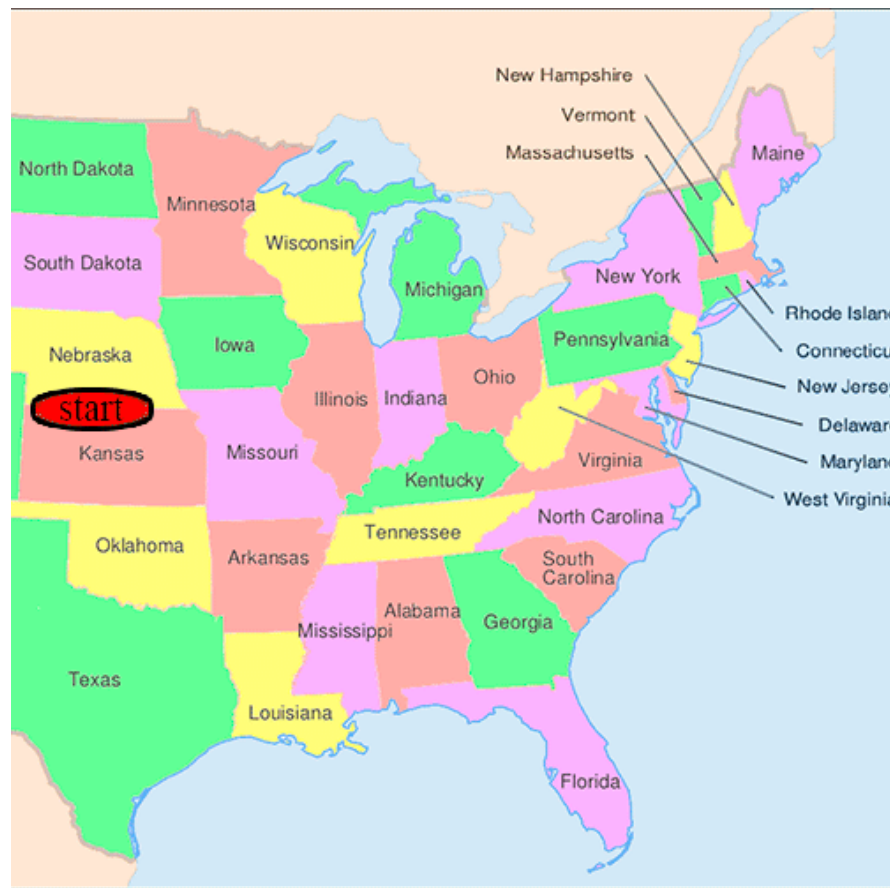 New Hampshire
Vermont
Massachusetts
Maine
North Dakota
Minnesota
Wisconsin
South Dakota
New York
Michigan
Rhode Islan
Pennsylvania
Iowa
Connecticu
Nebraska
Ohio
New Jersey
Illinois
Indiana
start
Delaware
Kansas
Missouri
Virginia
Maryland
Kentucky
West Virginia
North Carolina
Tennessee
Oklahoma
Arkansas
South
Carolina
Alabama
Georgia
Mississippi
Texas
Louisiana
Florida